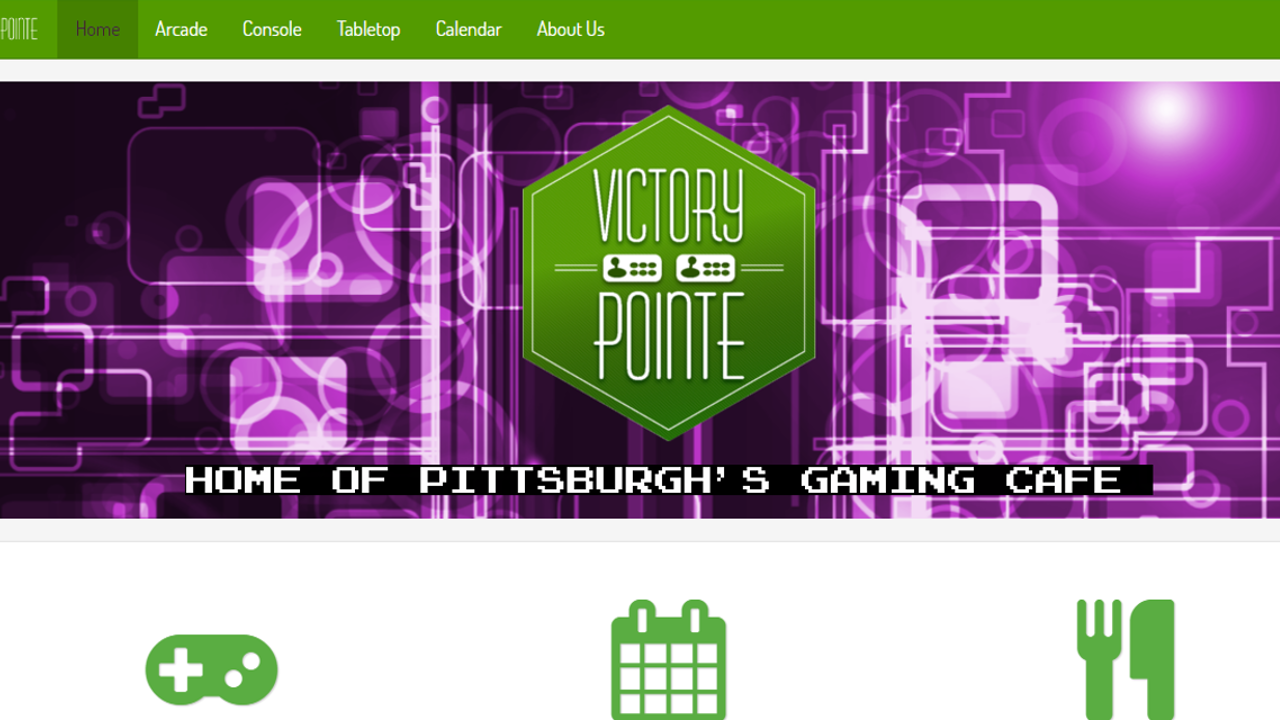 POINTE Home Arcade Console Tabletop Calendar About Us
VICTORY
POINTE
HOME OF PITTSBURGH'S GAMING CAFE